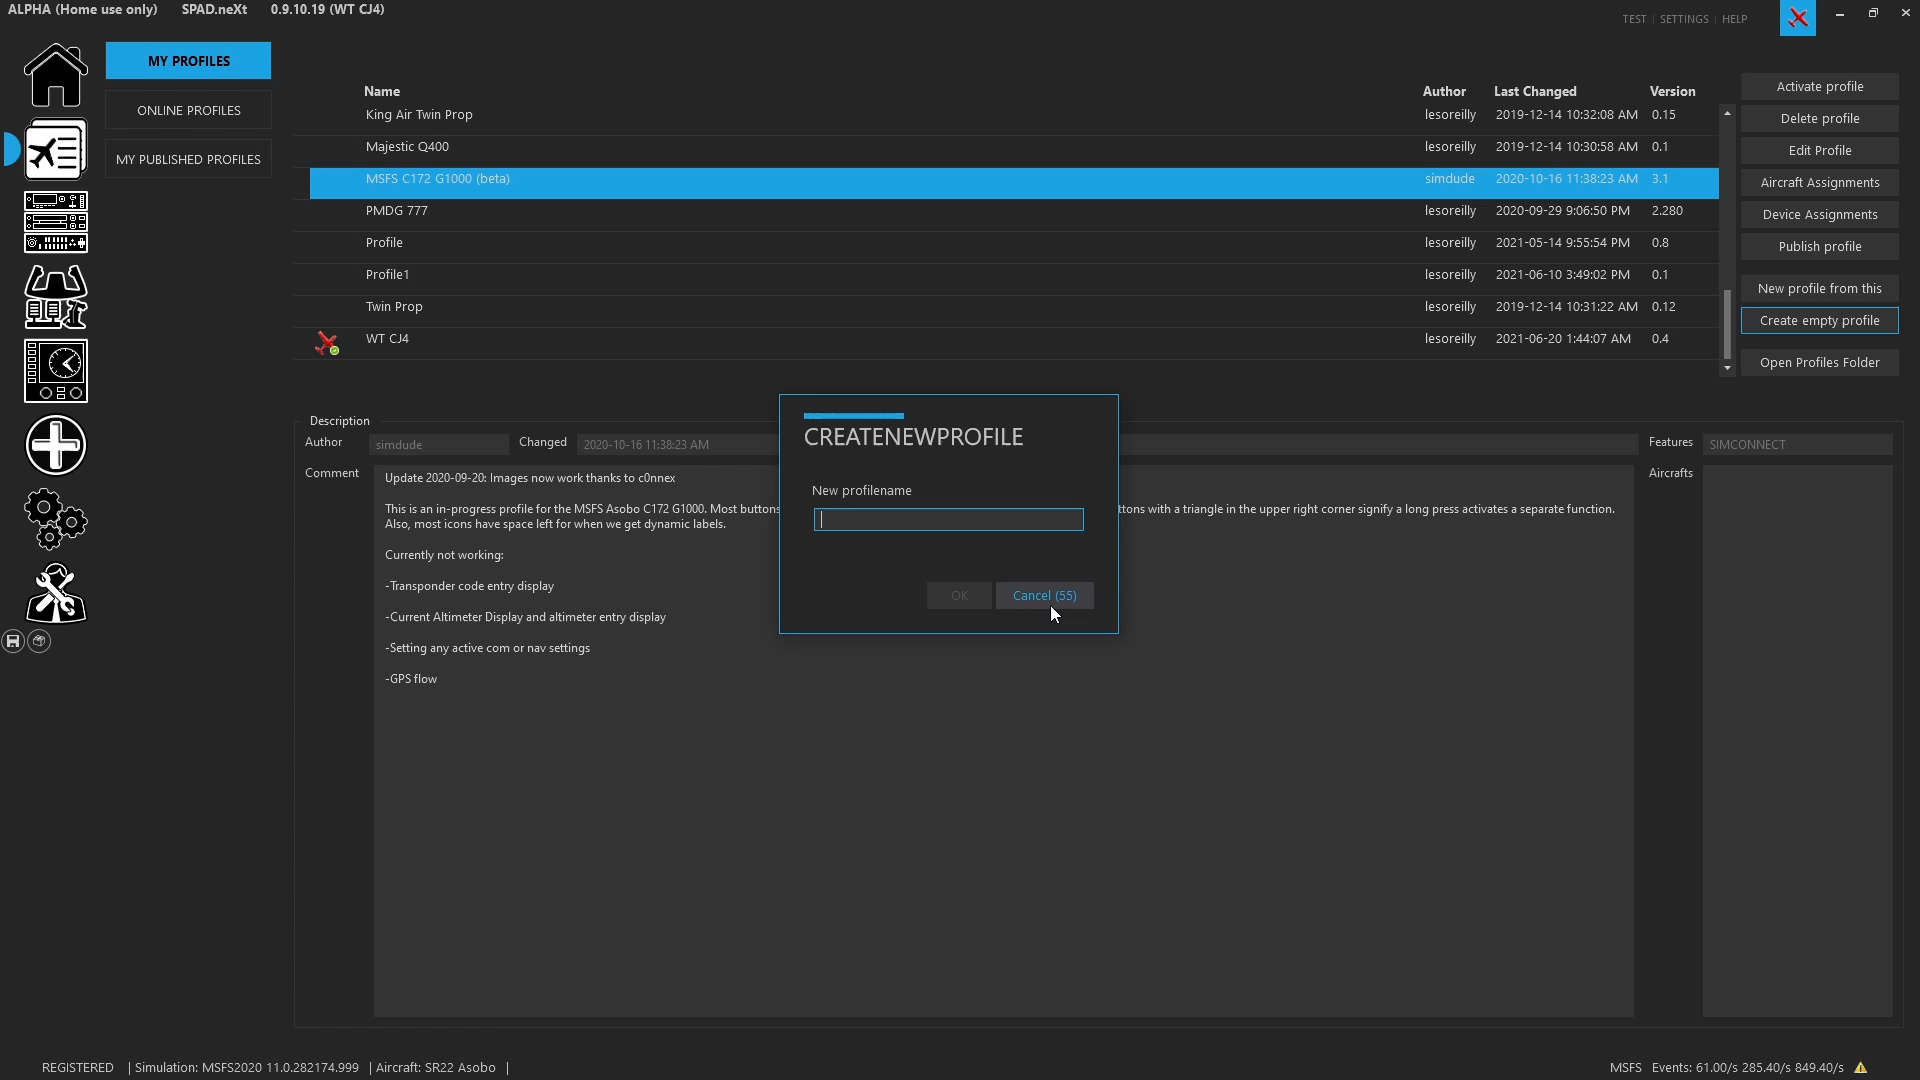 ALPHA (Home use only) SPAD.neXt 0.9.10.19 (WT CJ4)
TEST | SETTINGS | HELP
MY PROFILES
ONLINE PROFILES
MY PUBLISHED PROFILES
Name Author Last Changed Version
King Air Twin Prop lesoreilly 2019-12-14 10:32:08 AM 0.15
Majestic Q400 lesoreilly 2019-12-14 10:30:58 AM 0.1
MSFS C172 G1000 (beta) simdude 2020-10-16 11:38:23 AM 3.1
PMDG 777 lesoreilly 2020-09-29 9:06:50 PM 2.280
Profile lesoreilly 2021-05-14 9:55:54 PM 0.8
Profile1 lesoreilly 2021-06-10 3:49:02 PM 0.1
Twin Prop lesoreilly 2019-12-14 10:31:22 AM 0.12
WT CJ4 lesoreilly 2021-06-20 1:44:07 AM 0.4
Activate profile
Delete profile
Edit Profile
Aircraft Assignments
Device Assignments
Publish profile
New profile from this
Create empty profile
Open Profiles Folder
Description
Author simdude Changed 2020-10-16 11:38:23 AM Features SIMCONNECT
Comment Aircrafts
Update 2020-09-20: Images now work thanks to c0nnex
This is an in-progress profile for the MSFS Asobo C172 G1000. Most buttons with a triangle in the upper right corner signify a long press activates a separate function.
Also, most icons have space left for when we get dynamic labels.
Currently not working:
-Transponder code entry display
-Current Altimeter Display and altimeter entry display
-Setting any active com or nav settings
-GPS flow
CREATENEWPROFILE
New profilename
OK Cancel (55)
REGISTERED | Simulation: MSFS2020 11.0.282174.999 | Aircraft: SR22 Asobo |
MSFS Events: 61.00/s 285.40/s 849.40/s